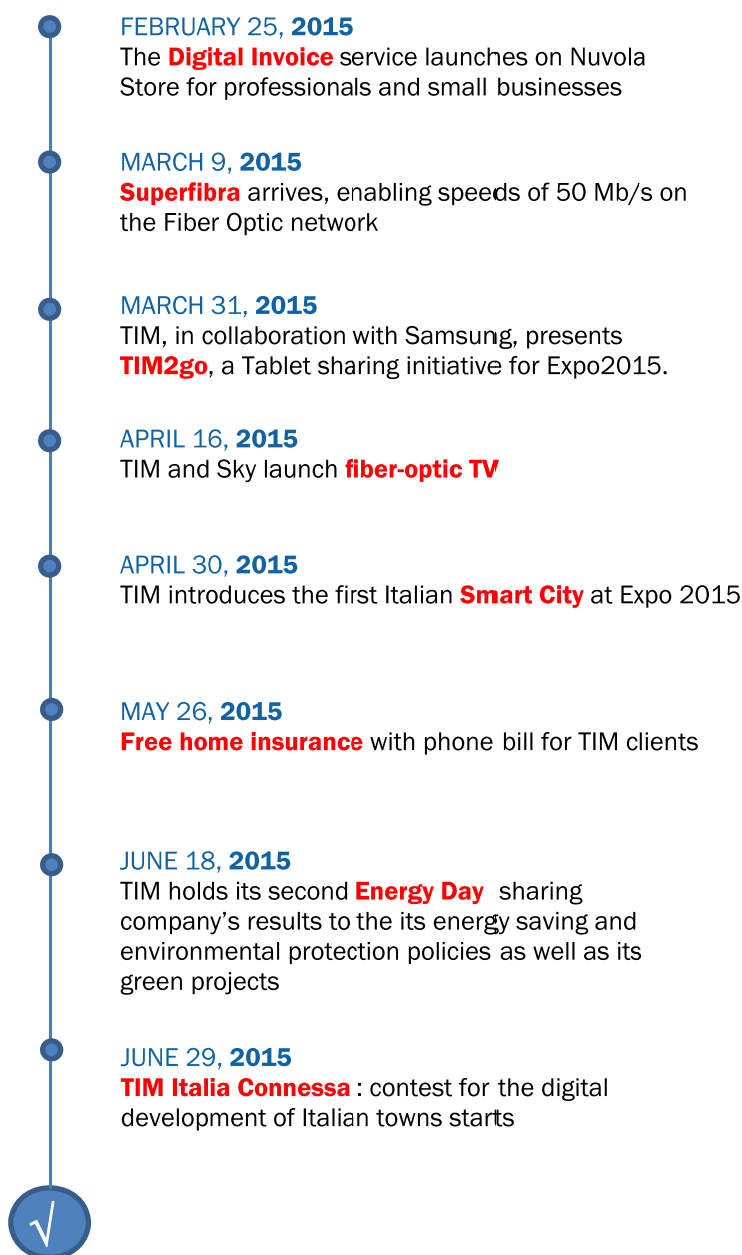 FEBRUARY 25, 2015
The Digital Invoice service launches on Nuvola
Store for professionals and small businesses
MARCH 9, 2015
Superfibra arrives, enabling speeds of 50 Mb/s on
the Fiber Optic network
MARCH 31, 2015
TIM, in collaboration with Samsung, presents
TIM2go, a Tablet sharing initiative for Expo2015.
APRIL 16, 2015
TIM and Sky launch fiber-optic TV
APRIL 30, 2015
TIM introduces the first Italian Smart City at Expo 2015
MAY 26, 2015
Free home insurance with phone bill for TIM clients
JUNE 18, 2015
TIM holds its second Energy Day sharing
company's results to the its energy saving and
environmental protection policies as well as its
green projects
JUNE 29, 2015
TIM Italia Connessa : contest for the digital
development of Italian towns starts
√